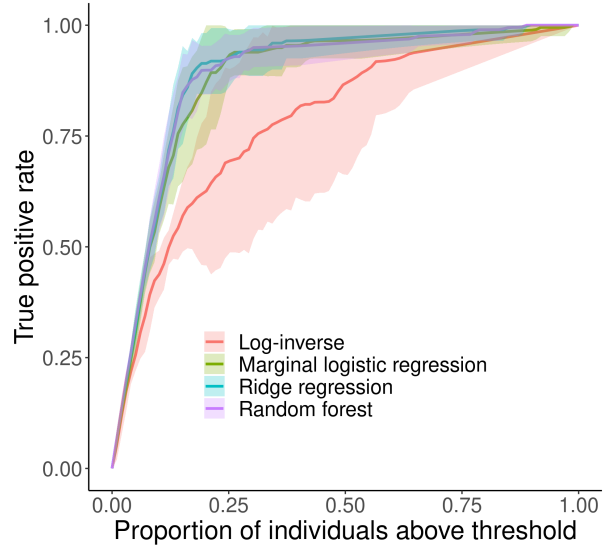 1.00
0.75
0.50
0.25
0.00
True positive rate
Log-inverse
Marginal logistic regression
Ridge regression
Random forest
0.00 0.25 0.50 0.75 1.00
Proportion of individuals above threshold